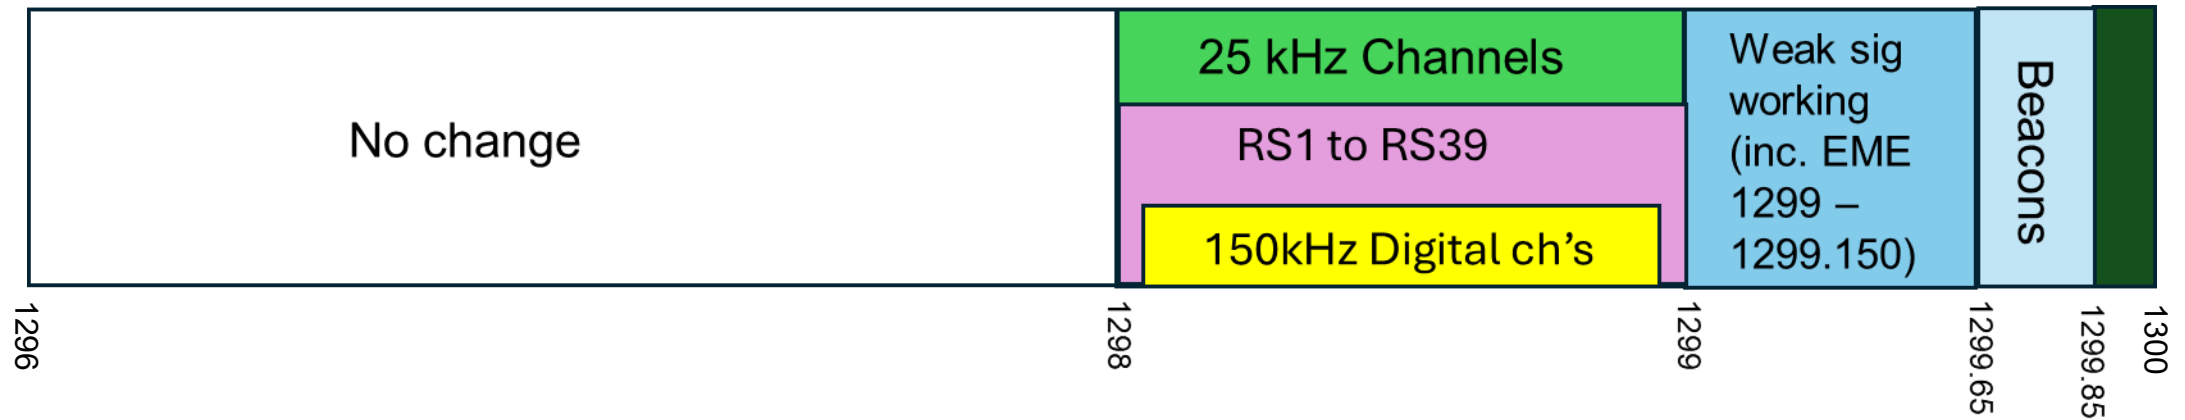 No change
25 kHz Channels
RS1 to RS39
150kHz Digital ch’s
Weak sig
working
(inc. EME
1299 –
1299.150)
Beacons
1296
1298
1299
1299.65
1299.85
1300